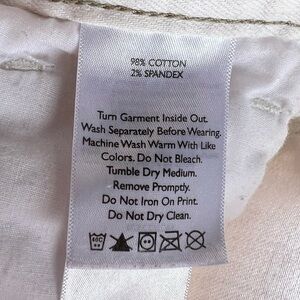 98% COTTON
2% SPANDEX
Turn Garment Inside Out.
Wash Separately Before Wearing.
Machine Wash Warm With Like
Colors. Do Not Bleach.
Tumble Dry Medium.
Remove Promptly.
Do Not Iron On Print.
Do Not Dry Clean.